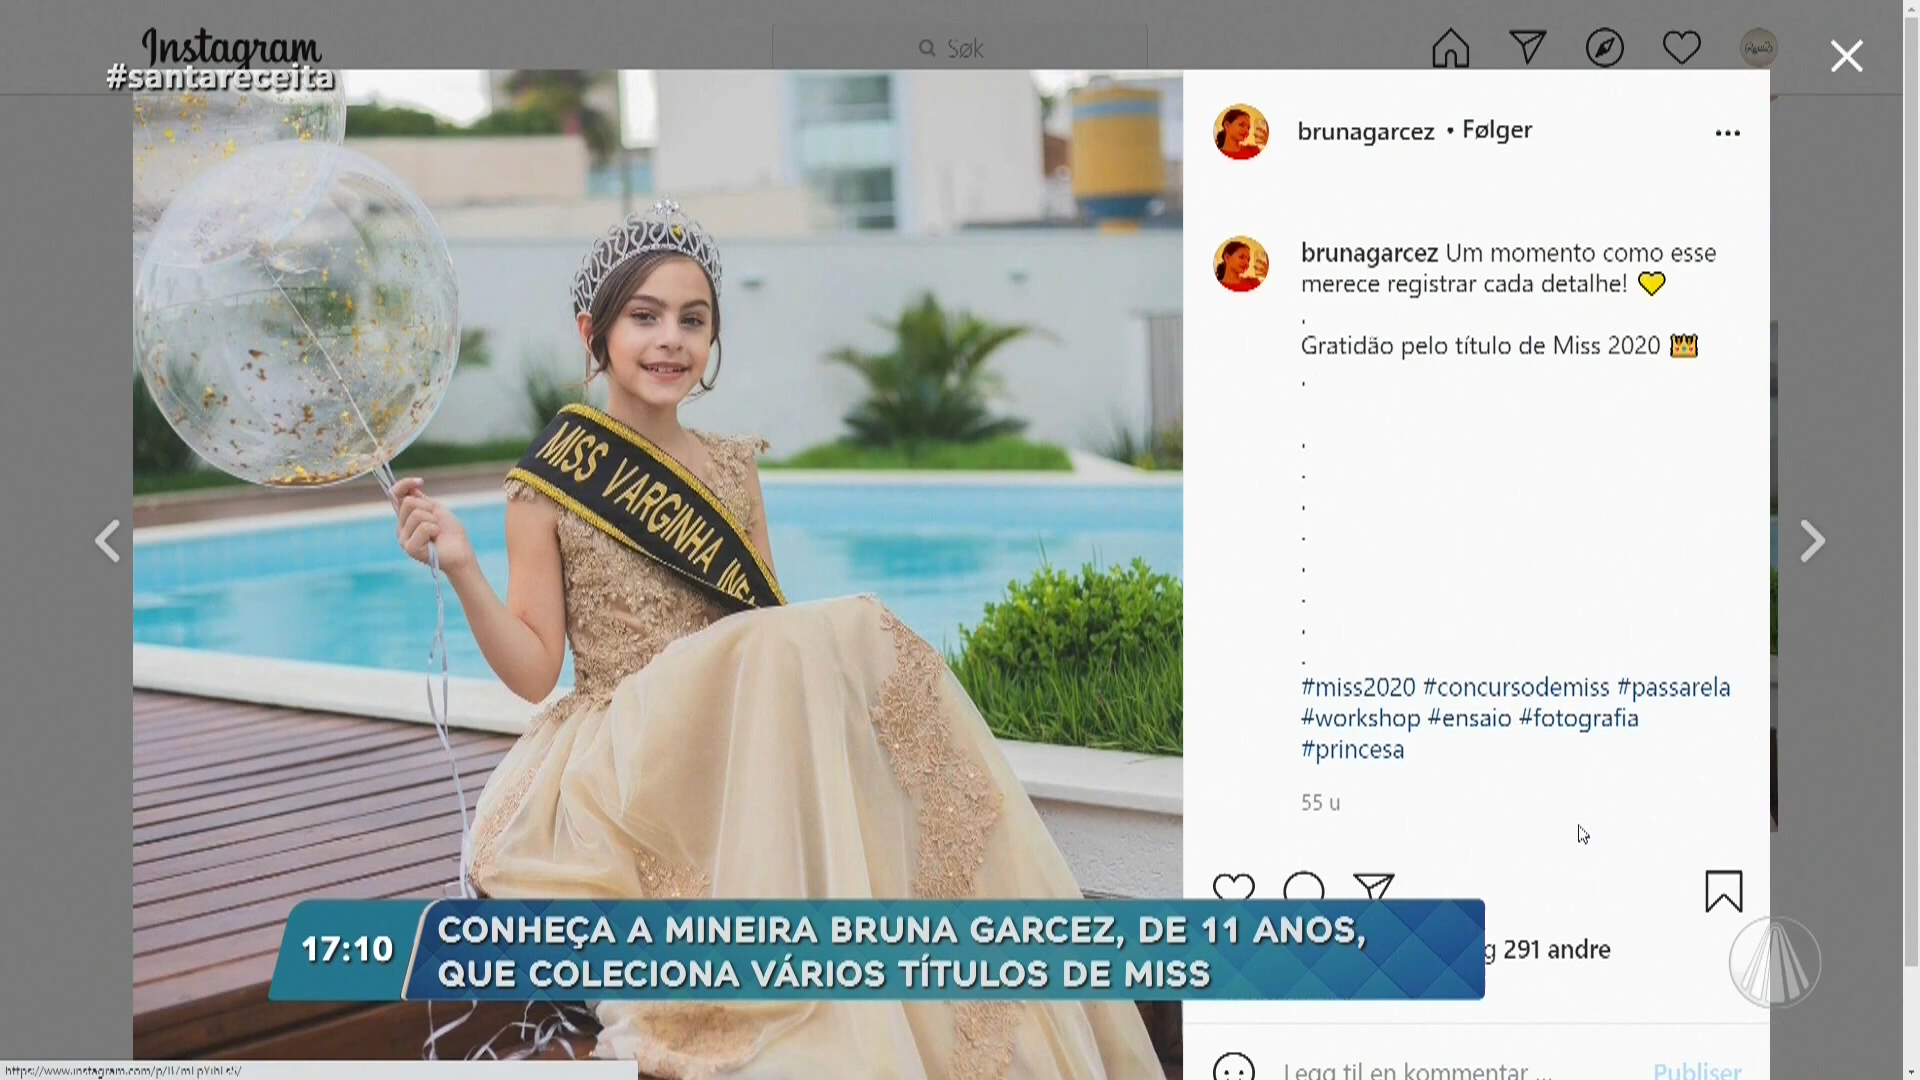 Instagram
Søk
#santareceita
brunagarcez • Følger
brunagarcez Um momento como esse
merece registrar cada detalhe! 💛
.
Gratidão pelo título de Miss 2020 👑
.
.
.
.
.
.
.
.
.
#miss2020 #concursodemiss #passarela
#workshop #ensaio #fotografia
#princesa
55 u
MISS VARGINHA
17:10
CONHEÇA A MINEIRA BRUNA GARCEZ, DE 11 ANOS,
QUE COLECIONA VÁRIOS TÍTULOS DE MISS
291 andre
Legg til en kommentar ...
Publiser